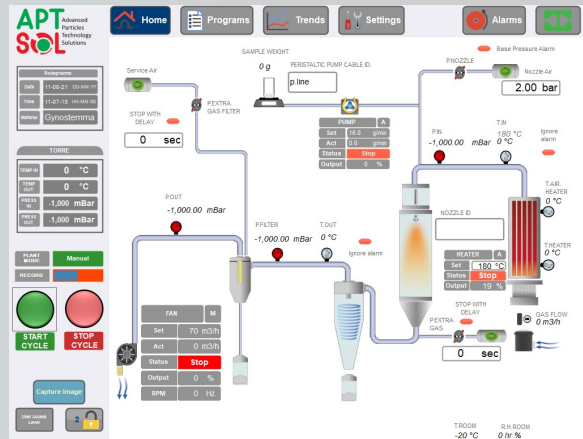 APT SOL
Advanced
Particles
Technology
Solutions
Home
Programs
Trends
Settings
Alarms
Rodapharma
Date 11-08-21 DD-MM-YY
Time 11-07-15 HH-MM-SS
Material Gynostemma
TORRE
TEMP IN 0 °C
TEMP OUT 0 °C
PRESS IN -1,000 mBar
PRESS OUT -1,000 mBar
PLANT MODE Manual
RECORD
START CYCLE
STOP CYCLE
Capture Image
User Access Level 2
Service Air
STOP WITH DELAY
0 sec
P.EXTRA GAS FILTER
SAMPLE WEIGHT
0 g
PERISTALTIC PUMP CABLE ID.
p.line
PUMP A
Set 16.0 g/min
Act 0.0 g/min
Status Stop
Output 0 %
P.NOZZLE
Base Pressure Alarm
Nozzle Air
2.00 bar
P.IN
-1,000.00 mBar
T.IN
180 °C
0 °C
Ignore alarm
T.AIR. HEATER
0 °C
T.HEATER
0 °C
P.OUT
-1,000.00 mBar
P.FILTER
-1,000.00 mBar
T.OUT
0 °C
Ignore alarm
NOZZLE ID
HEATER A
Set 180 °C
Status Stop
Output 19 %
FAN M
Set 70 m3/h
Act 0 m3/h
Status Stop
Output 0 %
RPM 0 Hz
STOP WITH DELAY
P.EXTRA GAS
0 sec
GAS FLOW
0 m3/h
T.ROOM
-20 °C
R.H.ROOM
0 hr %